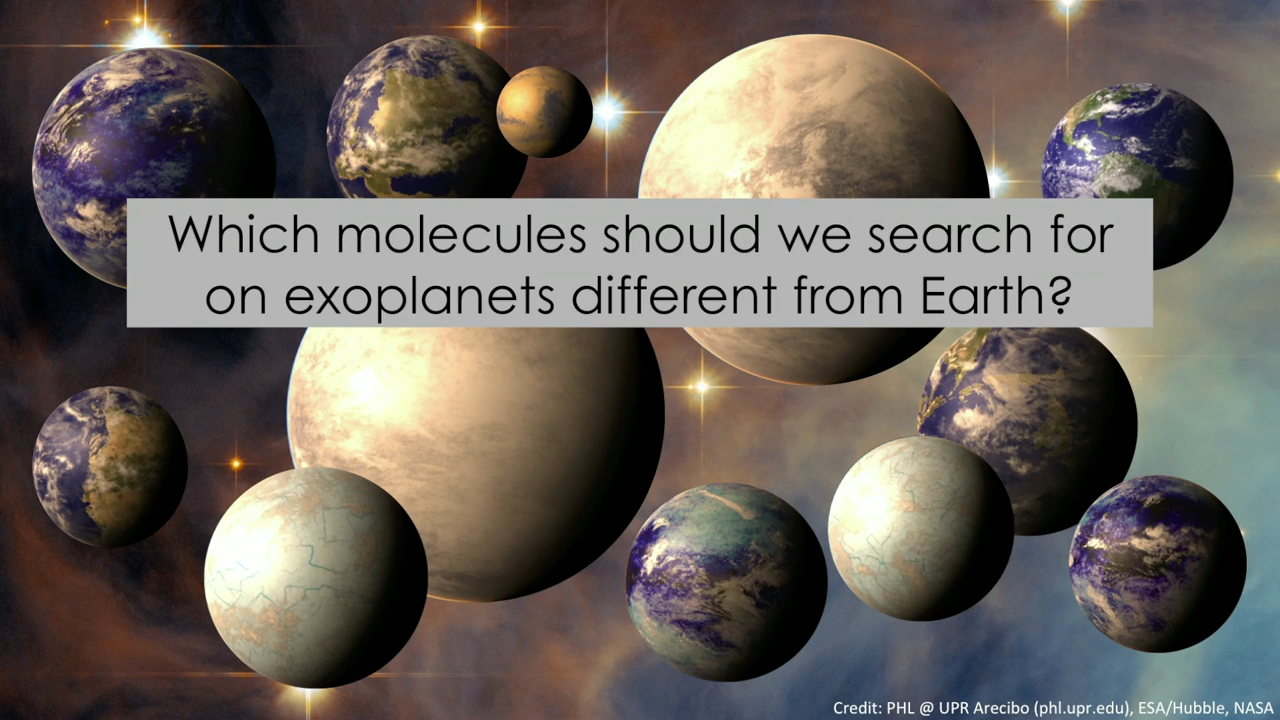 Which molecules should we search for
on exoplanets different from Earth?
Credit: PHL @ UPR Arecibo (phl.upr.edu), ESA/Hubble, NASA